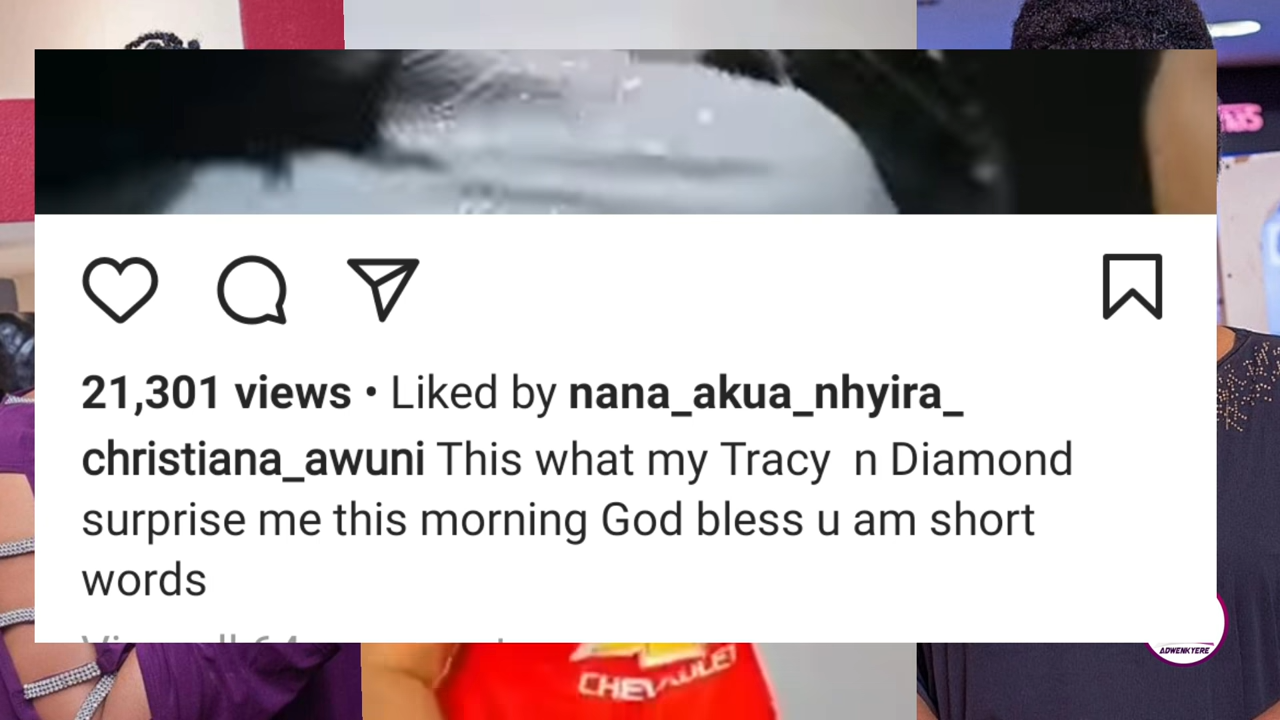 21,301 views • Liked by nana_akua_nhyira_
christiana_awuni This what my Tracy n Diamond
surprise me this morning God bless u am short
words
CHEVROLET
ADWENKYERE